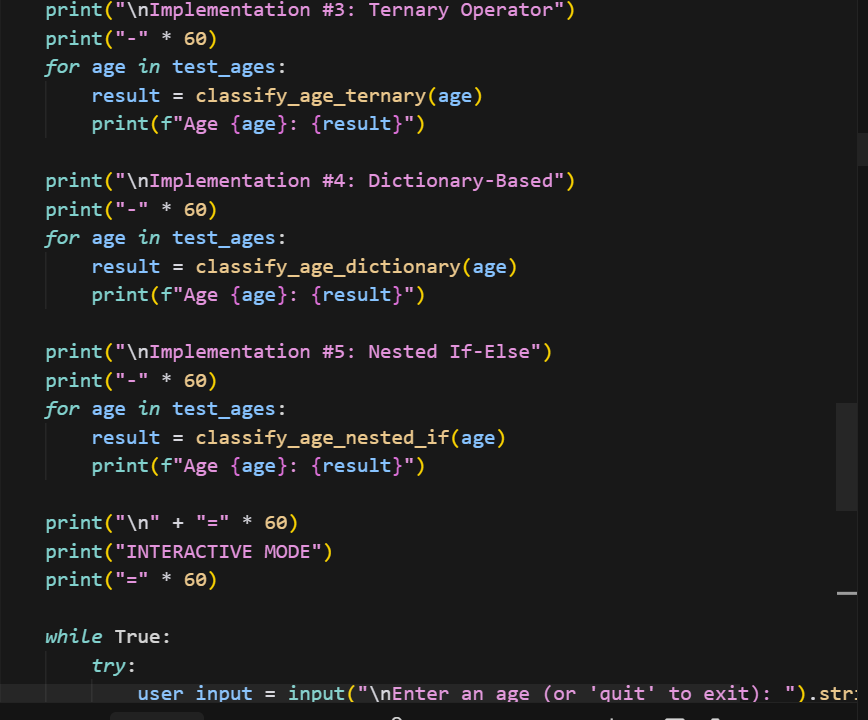 print("\nImplementation #3: Ternary Operator")
print("-" * 60)
for age in test_ages:
    result = classify_age_ternary(age)
    print(f"Age {age}: {result}")

print("\nImplementation #4: Dictionary-Based")
print("-" * 60)
for age in test_ages:
    result = classify_age_dictionary(age)
    print(f"Age {age}: {result}")

print("\nImplementation #5: Nested If-Else")
print("-" * 60)
for age in test_ages:
    result = classify_age_nested_if(age)
    print(f"Age {age}: {result}")

print("\n" + "=" * 60)
print("INTERACTIVE MODE")
print("=" * 60)

while True:
    try:
        user_input = input("\nEnter an age (or 'quit' to exit): ").stri